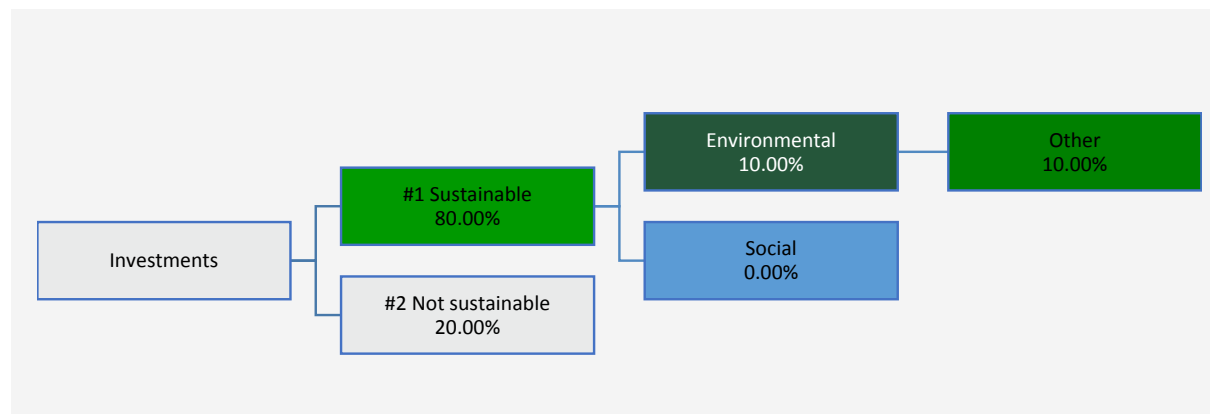 Investments
#1 Sustainable
80.00%
#2 Not sustainable
20.00%
Environmental
10.00%
Social
0.00%
Other
10.00%